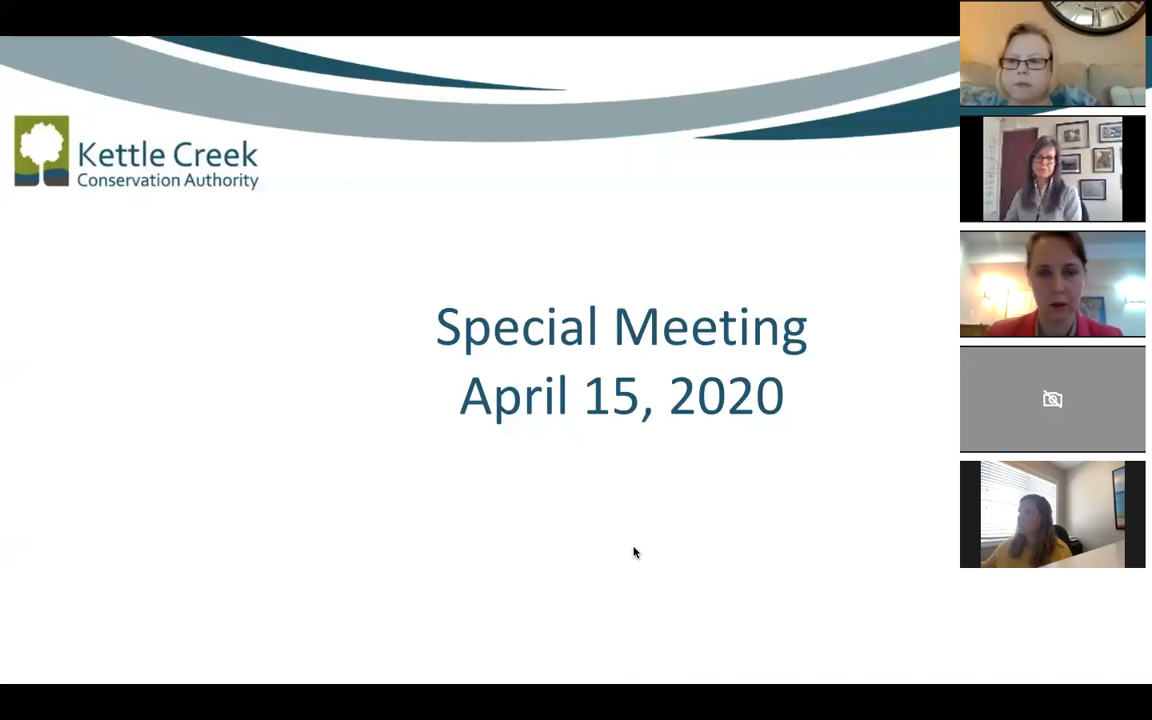 Kettle Creek
Conservation Authority
Special Meeting
April 15, 2020